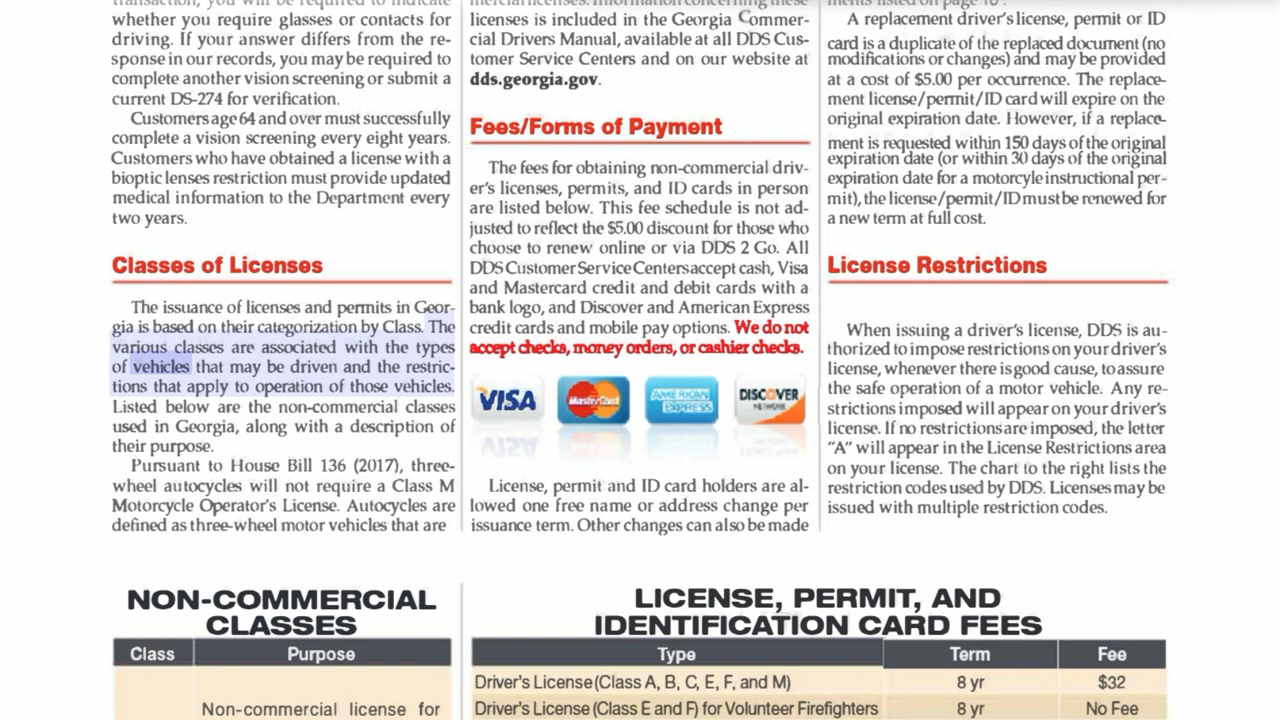 transaction, you will be required to indicate
whether you require glasses or contacts for
driving. If your answer differs from the re-
sponse in our records, you may be required to
complete another vision screening or submit a
current DS-274 for verification.
Customers age 64 and over must successfully
complete a vision screening every eight years.
Customers who have obtained a license with a
bioptic lenses restriction must provide updated
medical information to the Department every
two years.
Classes of Licenses
The issuance of licenses and permits in Geor-
gia is based on their categorization by Class. The
various classes are associated with the types
of vehicles that may be driven and the restric-
tions that apply to operation of those vehicles.
Listed below are the non-commercial classes
used in Georgia, along with a description of
their purpose.
Pursuant to House Bill 136 (2017), three-
wheel autocycles will not require a Class M
Motorcycle Operator's License. Autocycles are
defined as three-wheel motor vehicles that are
mercial licenses. Information concerning these
licenses is included in the Georgia Commer-
cial Drivers Manual, available at all DDS Cus-
tomer Service Centers and on our website at
dds.georgia.gov.
Fees/Forms of Payment
The fees for obtaining non-commercial driv-
er's licenses, permits, and ID cards in person
are listed below. This fee schedule is not ad-
justed to reflect the $5.00 discount for those who
choose to renew online or via DDS 2 Go. All
DDS Customer Service Centers accept cash, Visa
and Mastercard credit and debit cards with a
bank logo, and Discover and American Express
credit cards and mobile pay options. We do not
accept checks, money orders, or cashier checks.
VISA MasterCard AMERICAN EXPRESS DISCOVER NETWORK
License, permit and ID card holders are al-
lowed one free name or address change per
issuance term. Other changes can also be made
ments listed on page 10.
A replacement driver's license, permit or ID
card is a duplicate of the replaced document (no
modifications or changes) and may be provided
at a cost of $5.00 per occurrence. The replace-
ment license/permit/ID card will expire on the
original expiration date. However, if a replace-
ment is requested within 150 days of the original
expiration date (or within 30 days of the original
expiration date for a motorcyle instructional per-
mit), the license/permit/ID must be renewed for
a new term at full cost.
License Restrictions
When issuing a driver's license, DDS is au-
thorized to impose restrictions on your driver's
license, whenever there is good cause, to assure
the safe operation of a motor vehicle. Any re-
strictions imposed will appear on your driver's
license. If no restrictions are imposed, the letter
"A" will appear in the License Restrictions area
on your license. The chart to the right lists the
restriction codes used by DDS. Licenses may be
issued with multiple restriction codes.
NON-COMMERCIAL
CLASSES
Class Purpose
Non-commercial license for
LICENSE, PERMIT, AND
IDENTIFICATION CARD FEES
Type Term Fee
Driver's License (Class A, B, C, E, F, and M) 8 yr $32
Driver's License (Class E and F) for Volunteer Firefighters 8 yr No Fee